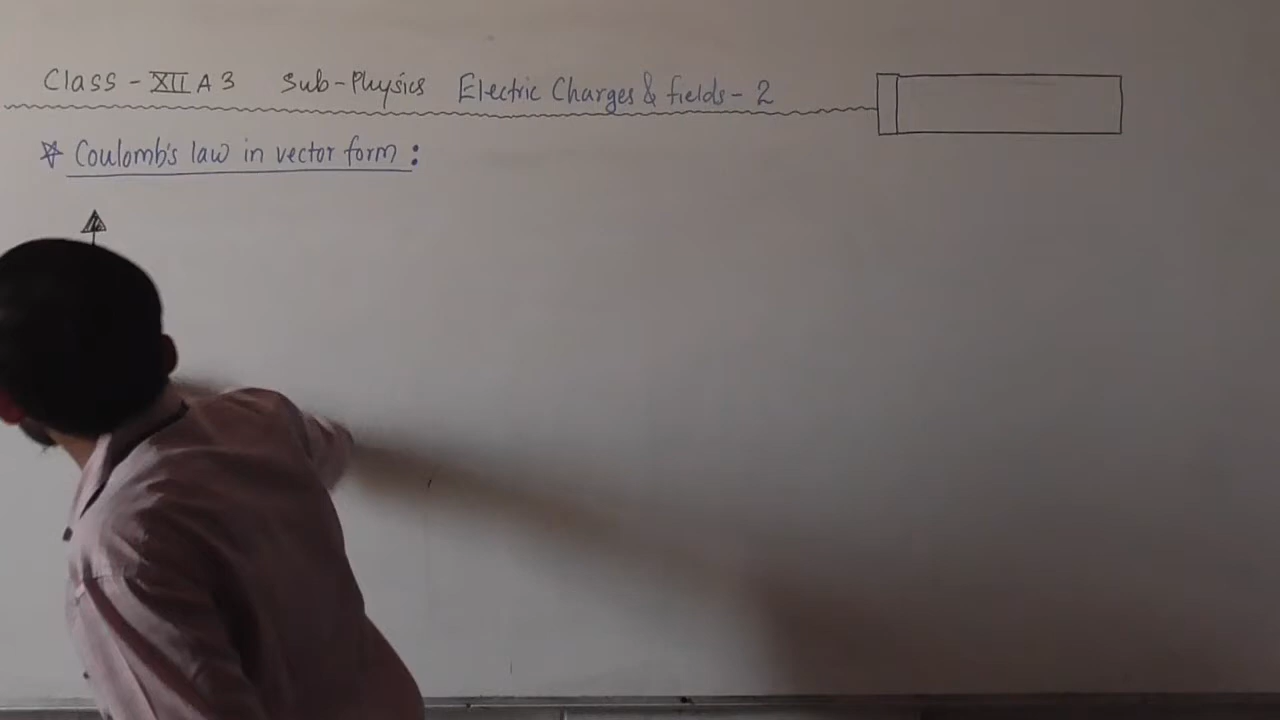 Class - XII A 3 Sub-Physics Electric Charges & fields - 2
Coulomb's law in vector form :